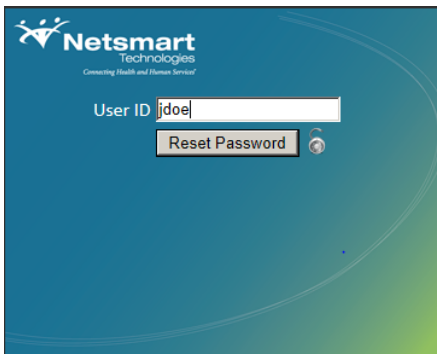 Netsmart
Technologies
Connecting Health and Human Services
User ID jdoe
Reset Password